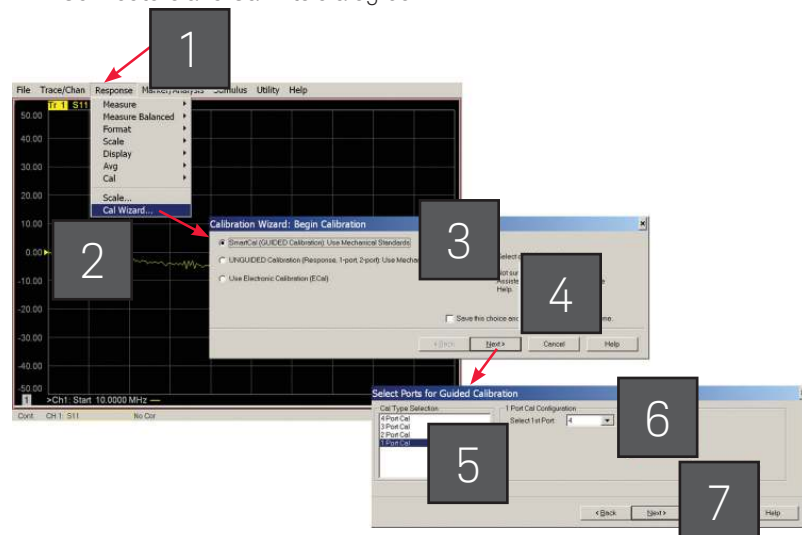 1
File Trace/Chan Response Marker/Analysis Stimulus Utility Help
Tr 1 S11
50.00
40.00
30.00
20.00
10.00
0.00
-10.00
-20.00
-30.00
-40.00
-50.00
Measure
Measure Balanced
Format
Scale
Display
Avg
Cal
Scale...
Cal Wizard...
2
Calibration Wizard: Begin Calibration
SmartCal (GUIDED Calibration): Use Mechanical Standards
UNGUIDED Calibration (Response, 1-port, 2-port): Use
Use Electronic Calibration (ECal)
3
Help.
4
Save this choice and
< Back Next > Cancel Help
1 >Ch1: Start 10.0000 MHz
Cont. CH 1: S11 No Cor
Select Ports for Guided Calibration
Cal Type Selection
4 Port Cal
3 Port Cal
2 Port Cal
1 Port Cal
5
1 Port Cal Configuration
Select 1st Port: 4
6
< Back Next > Help
7